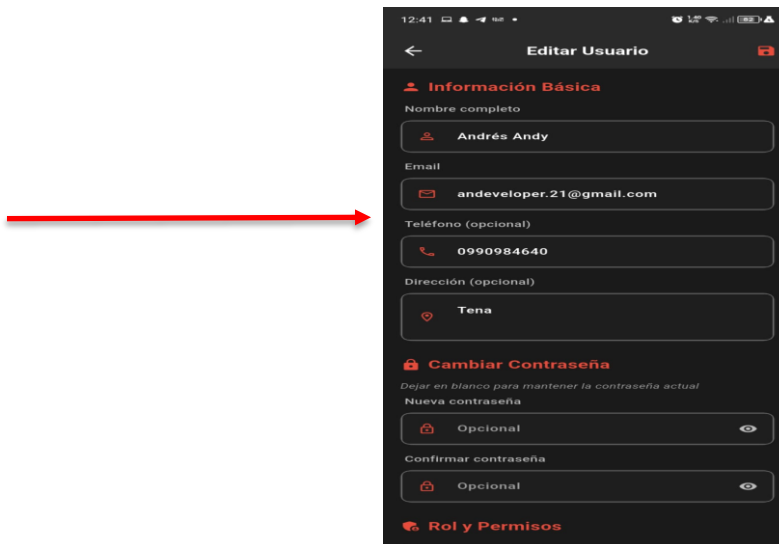 12:41
Editar Usuario
Información Básica
Nombre completo
Andrés Andy
Email
andeveloper.21@gmail.com
Teléfono (opcional)
0990984640
Dirección (opcional)
Tena
Cambiar Contraseña
Dejar en blanco para mantener la contraseña actual
Nueva contraseña
Opcional
Confirmar contraseña
Opcional
Rol y Permisos